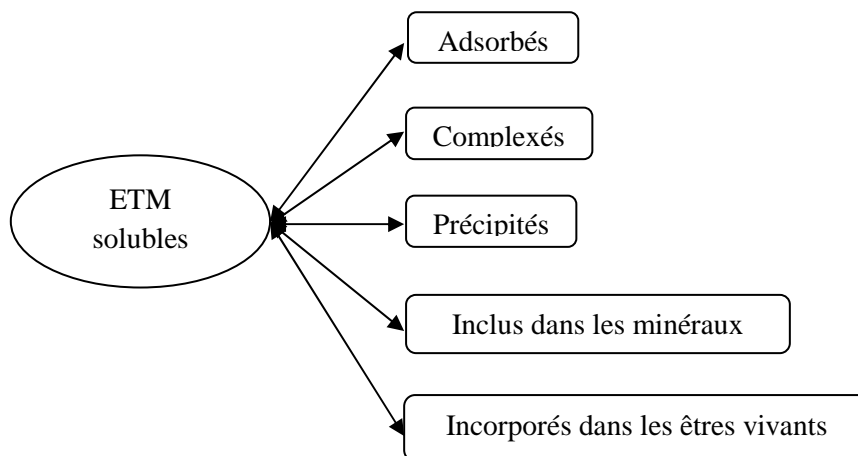 Adsorbés
Complexés
ETM
solubles
Précipités
Inclus dans les minéraux
Incorporés dans les êtres vivants